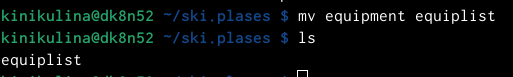 kinikulina@dk8n52 ~/ski.plases $ mv equipment equiplist
kinikulina@dk8n52 ~/ski.plases $ ls
equiplist